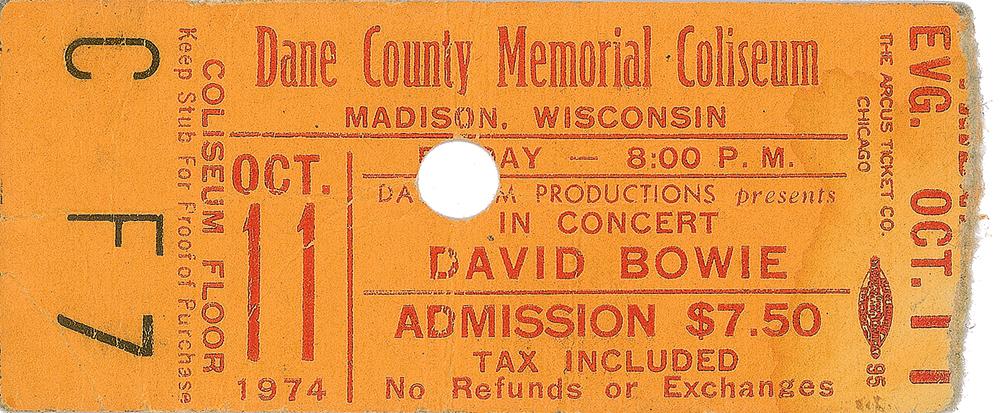 C F 7
Keep Stub For Proof of Purchase
COLISEUM FLOOR
Dane County Memorial Coliseum
MADISON, WISCONSIN
OCT.
11
1974
8:00 P. M.
PRODUCTIONS presents
IN CONCERT
DAVID BOWIE
ADMISSION $7.50
TAX INCLUDED
No Refunds or Exchanges
THE ARCUS TICKET CO.
CHICAGO
95
EVG. OCT. 11